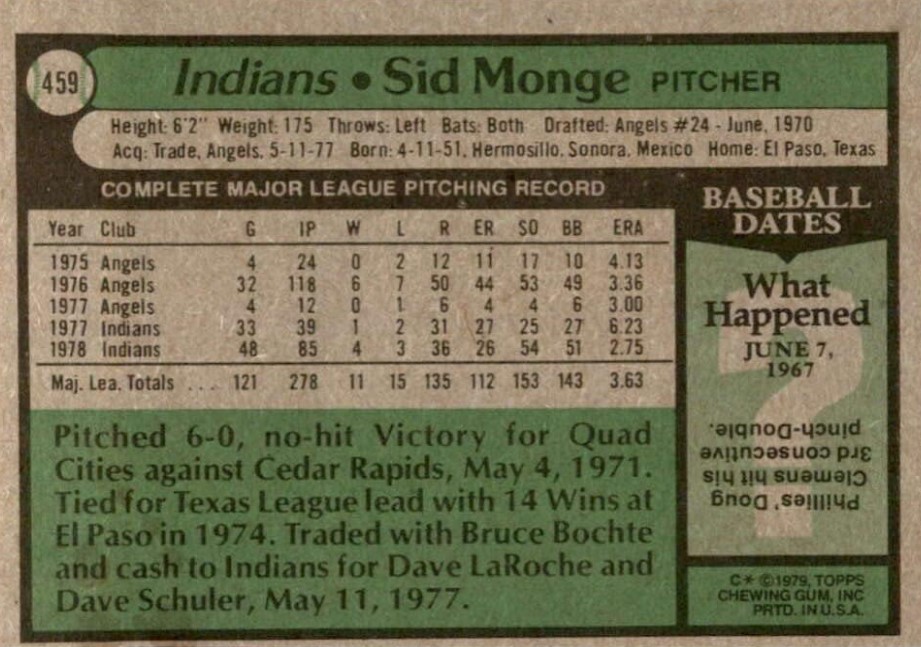 459
Indians • Sid Monge PITCHER
Height: 6'2" Weight: 175 Throws: Left Bats: Both Drafted: Angels #24 - June, 1970
Acq: Trade, Angels, 5-11-77 Born: 4-11-51, Hermosillo, Sonora, Mexico Home: El Paso, Texas
COMPLETE MAJOR LEAGUE PITCHING RECORD
Year Club G IP W L R ER SO BB ERA
1975 Angels 4 24 0 2 12 11 17 10 4.13
1976 Angels 32 118 6 7 50 44 53 49 3.36
1977 Angels 4 12 0 1 6 4 4 6 3.00
1977 Indians 33 39 1 2 31 27 25 27 6.23
1978 Indians 48 85 4 3 36 26 54 51 2.75
Maj. Lea. Totals ... 121 278 11 15 135 112 153 143 3.63
Pitched 6-0, no-hit Victory for Quad
Cities against Cedar Rapids, May 4, 1971.
Tied for Texas League lead with 14 Wins at
El Paso in 1974. Traded with Bruce Bochte
and cash to Indians for Dave LaRoche and
Dave Schuler, May 11, 1977.
BASEBALL
DATES
What
Happened
JUNE 7,
1967
?
Phillies' Doug
Clemens hit his
3rd consecutive
pinch-Double.
C* ©1979, TOPPS
CHEWING GUM, INC
PRTD. IN U.S.A.